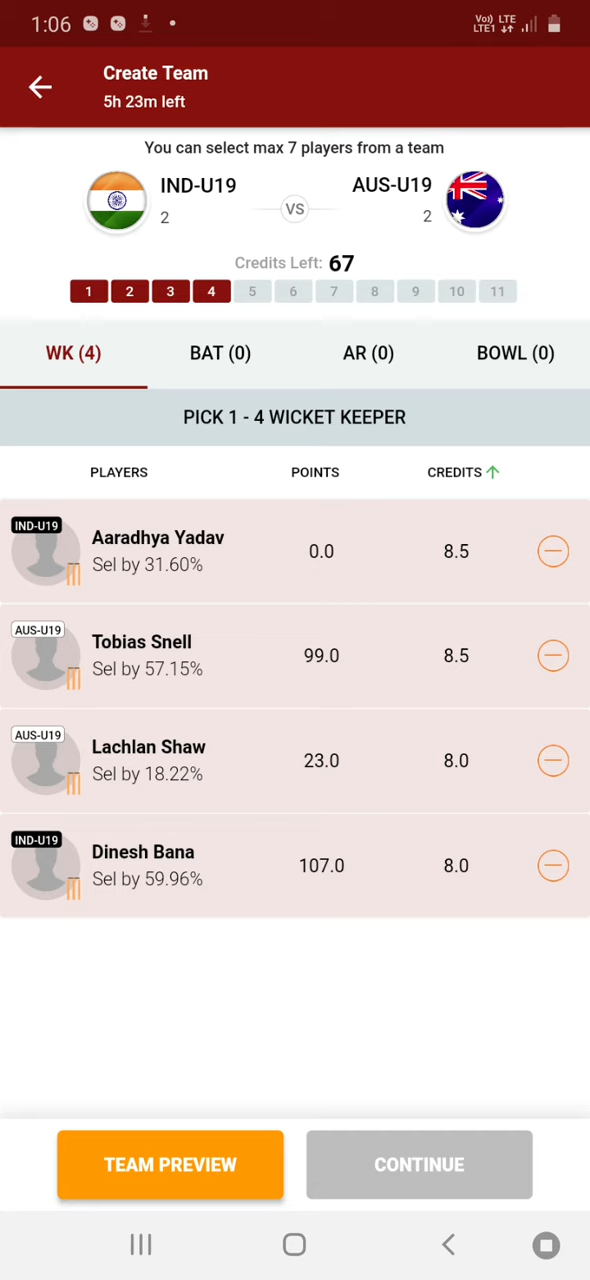 1:06
Vo)) LTE
LTE1
Create Team
5h 23m left
You can select max 7 players from a team
IND-U19
2
VS
AUS-U19
2
Credits Left: 67
1 2 3 4 5 6 7 8 9 10 11
WK (4) BAT (0) AR (0) BOWL (0)
PICK 1 - 4 WICKET KEEPER
PLAYERS POINTS CREDITS
IND-U19
Aaradhya Yadav
Sel by 31.60%
0.0 8.5
AUS-U19
Tobias Snell
Sel by 57.15%
99.0 8.5
AUS-U19
Lachlan Shaw
Sel by 18.22%
23.0 8.0
IND-U19
Dinesh Bana
Sel by 59.96%
107.0 8.0
TEAM PREVIEW CONTINUE